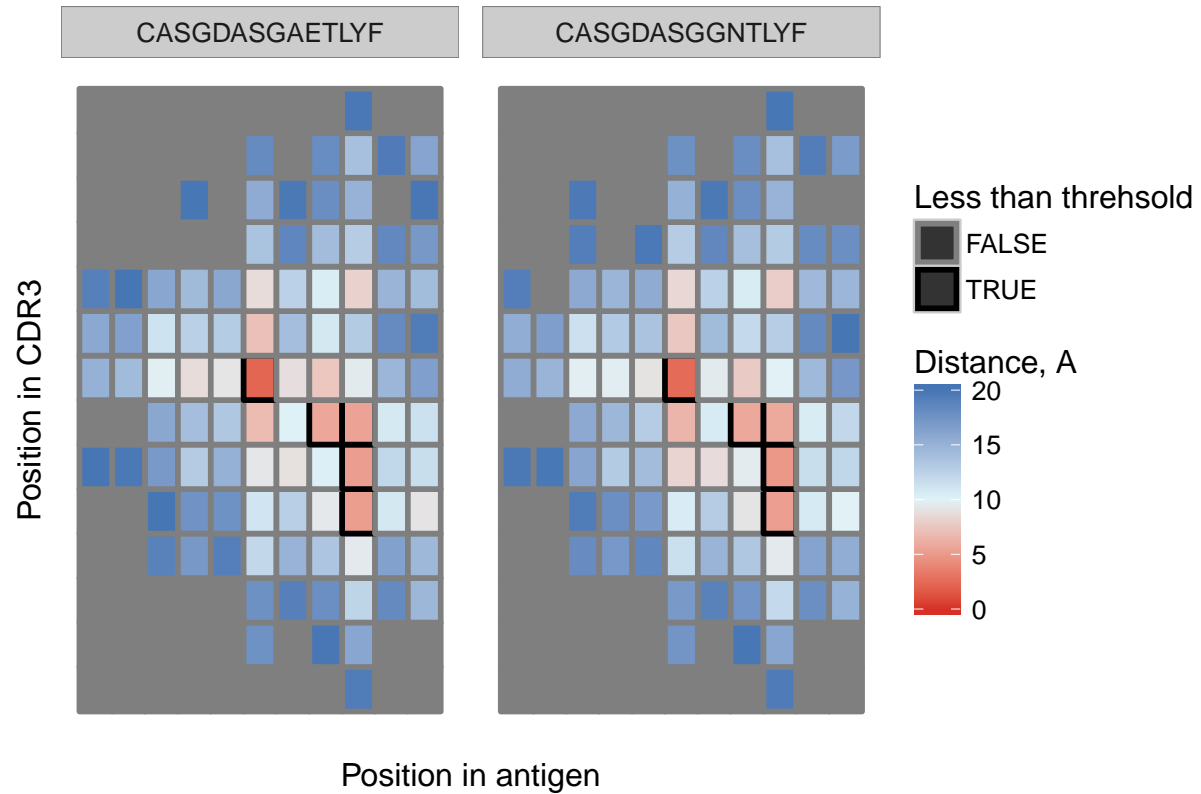 CASGDASGAETLYF
CASGDASGGNTLYF
Position in CDR3
Position in antigen
Less than threhsold
FALSE
TRUE
Distance, A
20
15
10
5
0